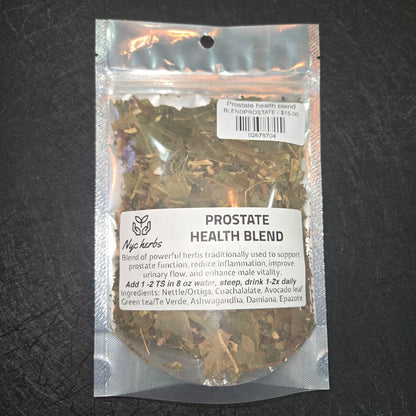 Prostate health blend
BLENDPROSTATE / $15.00
02678704
Nyc herbs
PROSTATE
HEALTH BLEND
Blend of powerful herbs traditionally used to support
prostate function, reduce inflammation, improve
urinary flow, and enhance male vitality.
Add 1 -2 TS in 8 oz water, steep, drink 1-2x daily
Ingredients: Nettle/Ortiga, Cuachalalate, Avocado leaf
Green tea/Te Verde, Ashwagandha, Damiana, Epazote